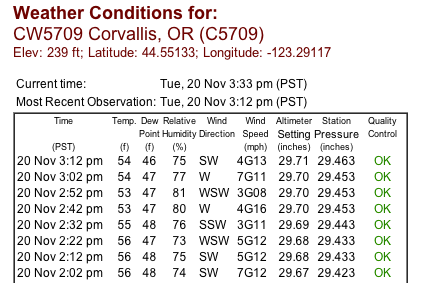 Weather Conditions for:
CW5709 Corvallis, OR (C5709)
Elev: 239 ft; Latitude: 44.55133; Longitude: -123.29117
Current time: Tue, 20 Nov 3:33 pm (PST)
Most Recent Observation: Tue, 20 Nov 3:12 pm (PST)
Time Temp. Dew Relative Wind Wind Altimeter Station Quality
Point Humidity Direction Speed Setting Pressure Control
(PST) (f) (f) (%) (mph) (inches) (inches)
20 Nov 3:12 pm 54 46 75 SW 4G13 29.71 29.463 OK
20 Nov 3:02 pm 54 47 77 W 7G11 29.70 29.453 OK
20 Nov 2:52 pm 53 47 81 WSW 3G08 29.70 29.453 OK
20 Nov 2:42 pm 53 47 80 W 4G16 29.70 29.453 OK
20 Nov 2:32 pm 55 48 76 SSW 3G11 29.69 29.443 OK
20 Nov 2:22 pm 56 47 73 WSW 5G12 29.68 29.433 OK
20 Nov 2:12 pm 56 48 75 SW 5G12 29.68 29.433 OK
20 Nov 2:02 pm 56 48 74 SW 7G12 29.67 29.423 OK